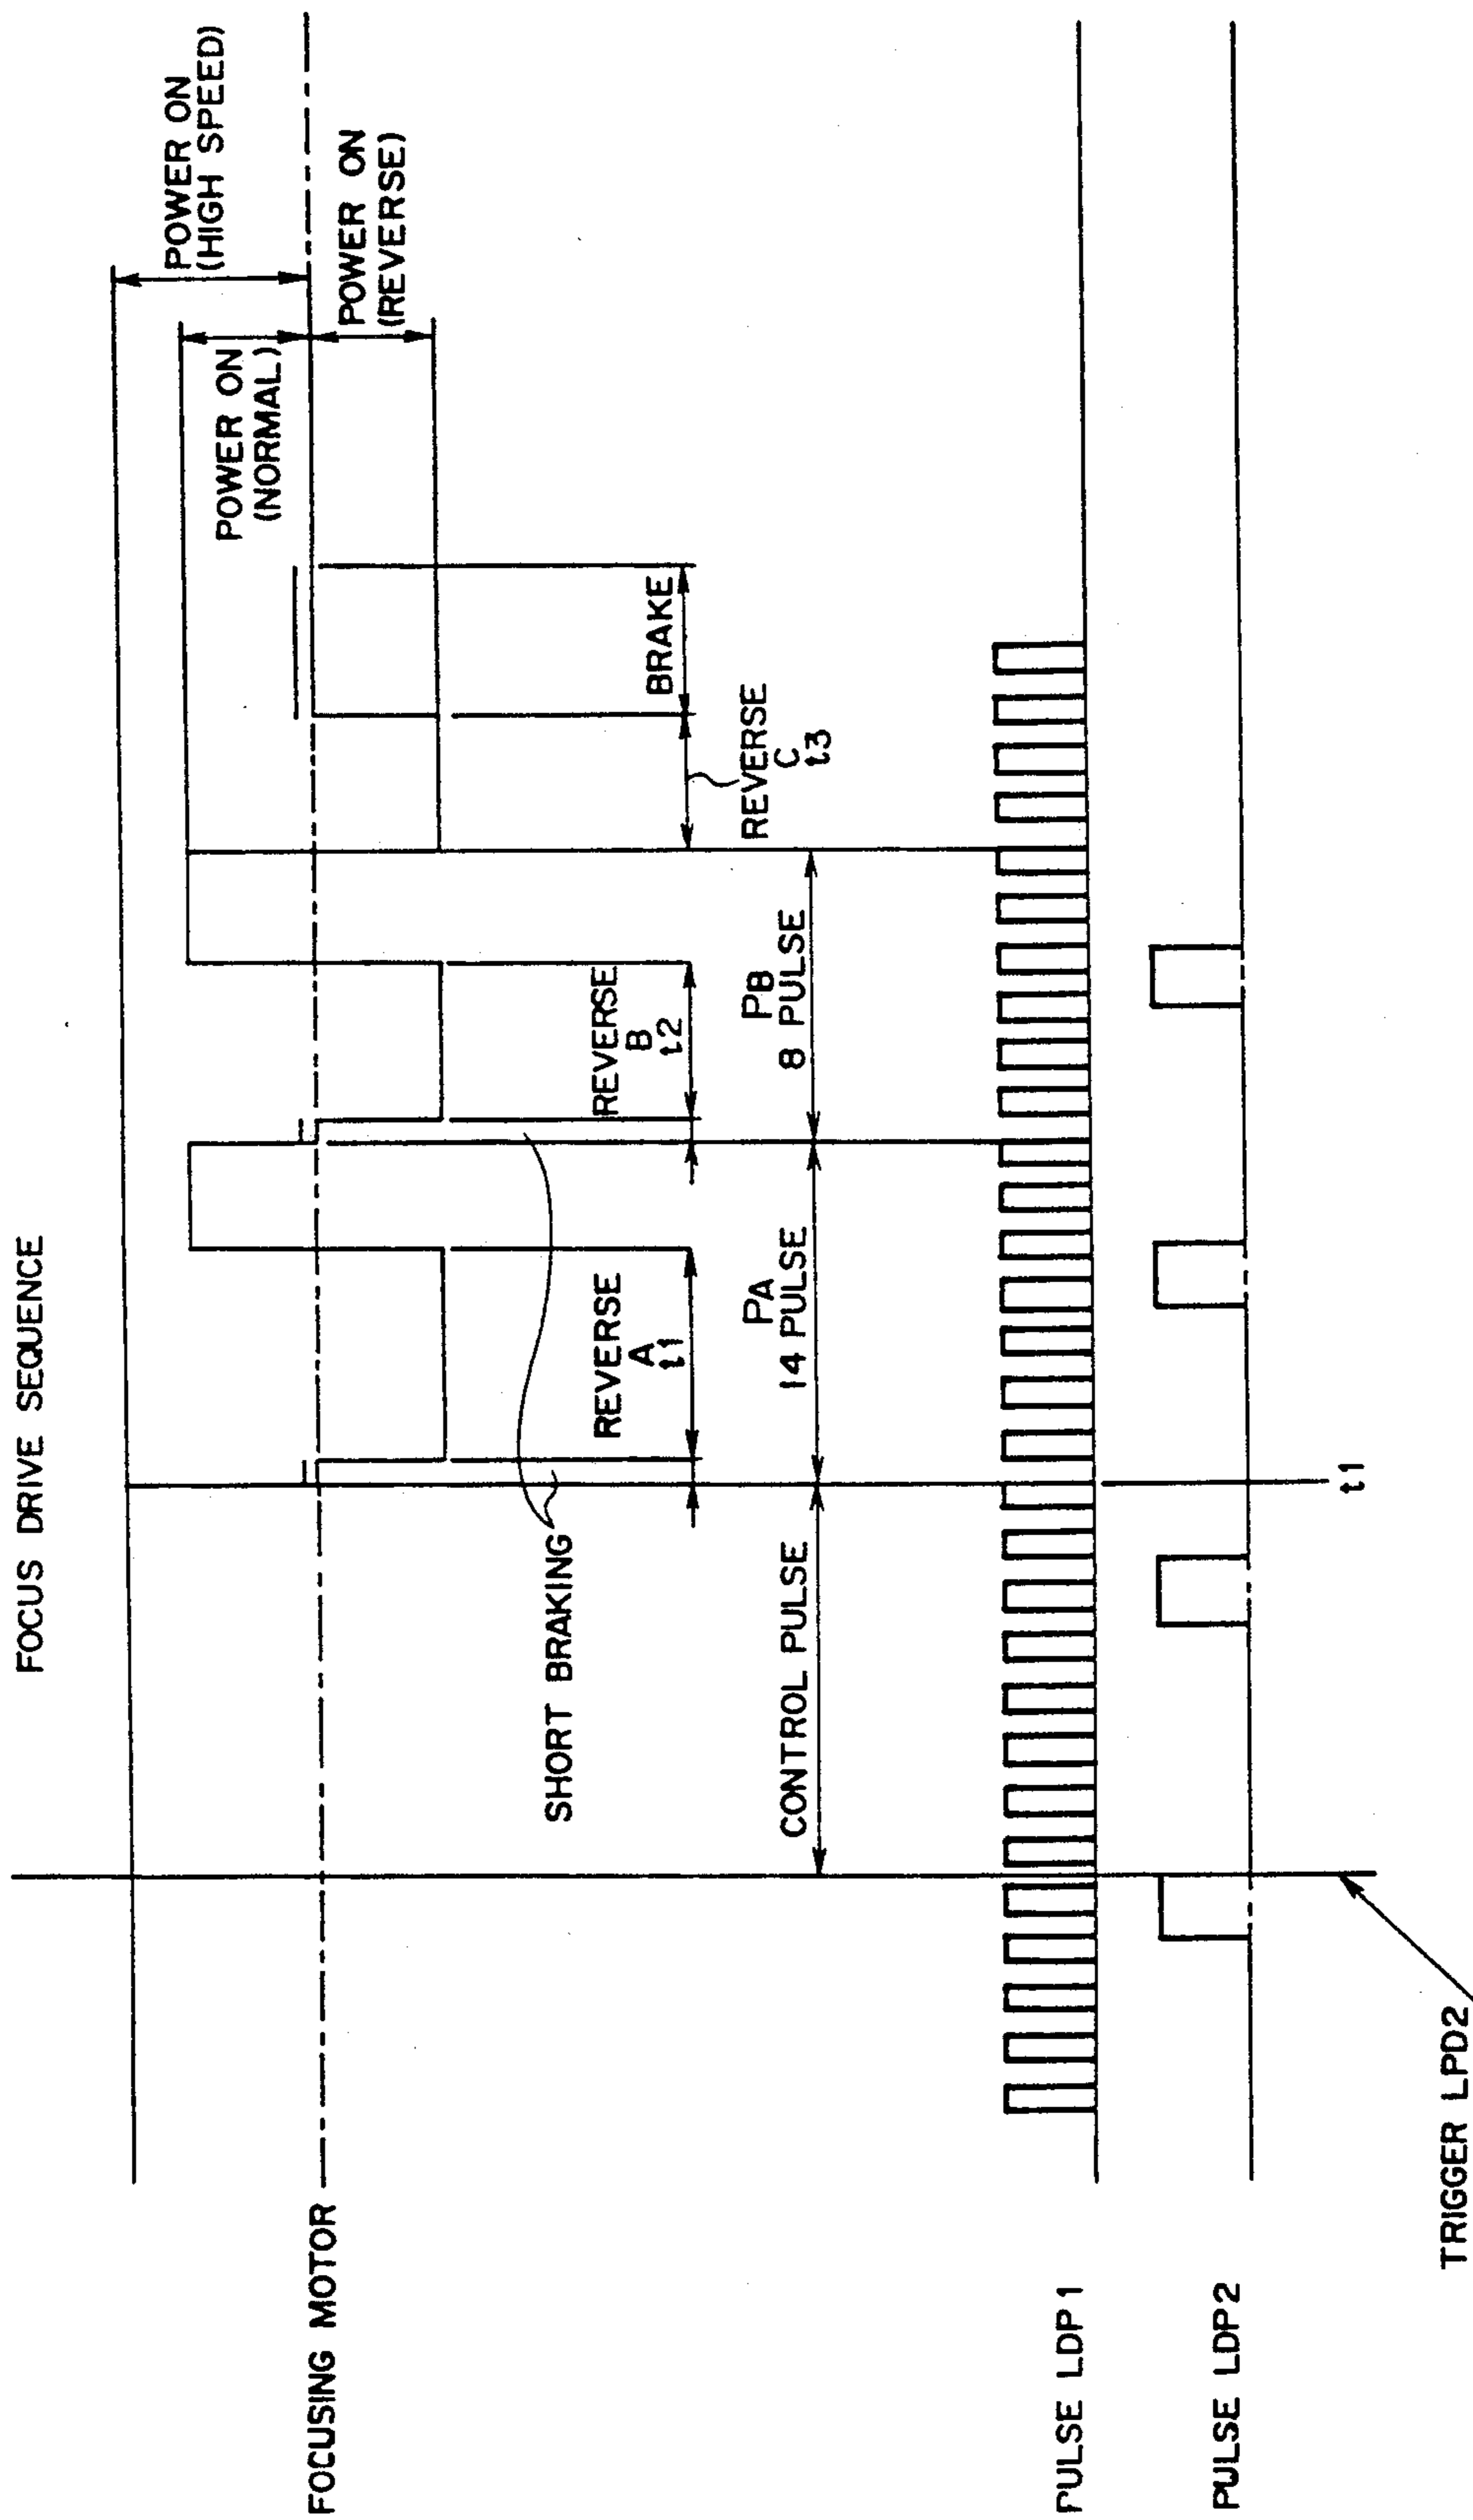 FOCUS DRIVE SEQUENCE
POWER ON
(HIGH SPEED)
POWER ON
(NORMAL)
POWER ON
(REVERSE)
FOCUSING MOTOR
SHORT BRAKING
REVERSE
A
t1
REVERSE
B
t2
BRAKE
REVERSE
C
t3
CONTROL PULSE
PA
14 PULSE
PB
8 PULSE
PULSE LDP1
PULSE LDP2
t1
TRIGGER LPD2